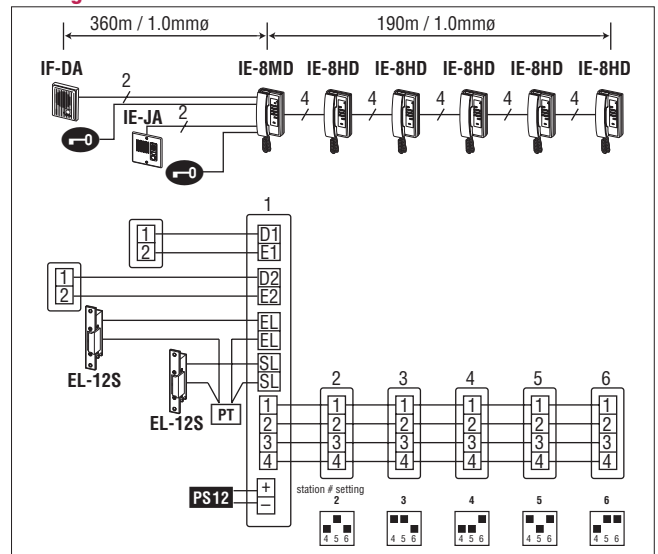 360m / 1.0mmø 190m / 1.0mmø
IF-DA IE-8MD IE-8HD IE-8HD IE-8HD IE-8HD IE-8HD
2 4 4 4 4 4
IE-JA 2
1
1 D1
2 E1
1 D2
2 E2
EL
EL
SL
EL-12S SL
EL-12S PT
2 3 4 5 6
1 1 1 1 1 1
2 2 2 2 2 2
3 3 3 3 3 3
4 4 4 4 4 4
PS12 + −
station # setting
2 3 4 5 6
4 5 6 4 5 6 4 5 6 4 5 6 4 5 6